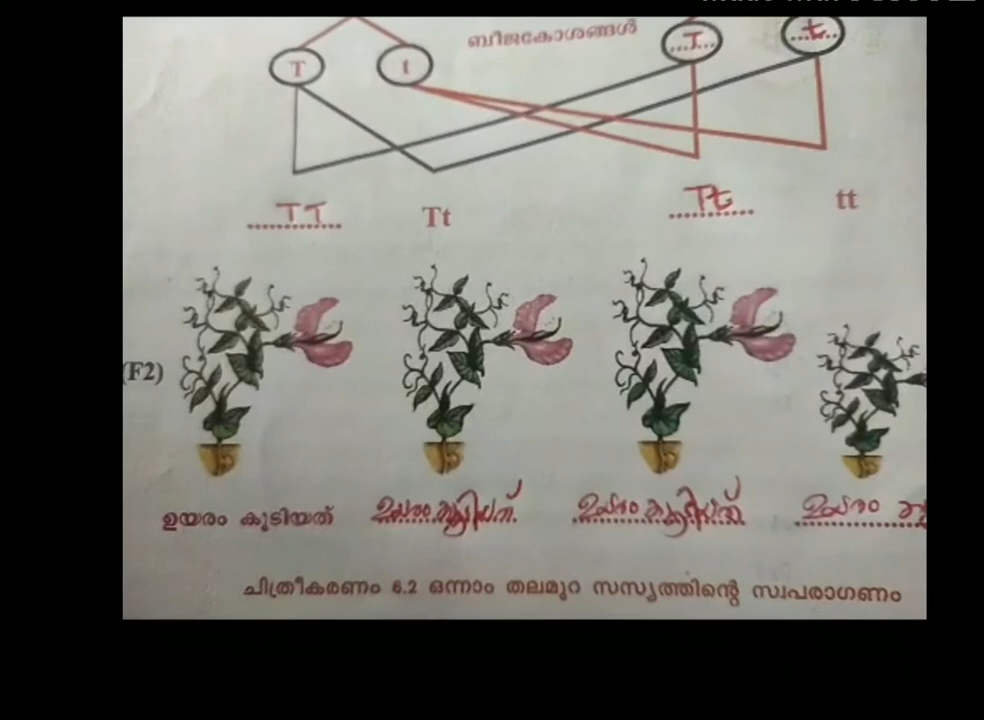 ബീജകോശങ്ങൾ
T t T t
TT Tt Tt tt
(F2)
ഉയരം കൂടിയത് ഉയരം കൂടിയത് ഉയരം കൂടിയത് ഉയരം
ചിത്രീകരണം 6.2 ഒന്നാം തലമുറ സസ്യത്തിന്റെ സ്വപരാഗണം